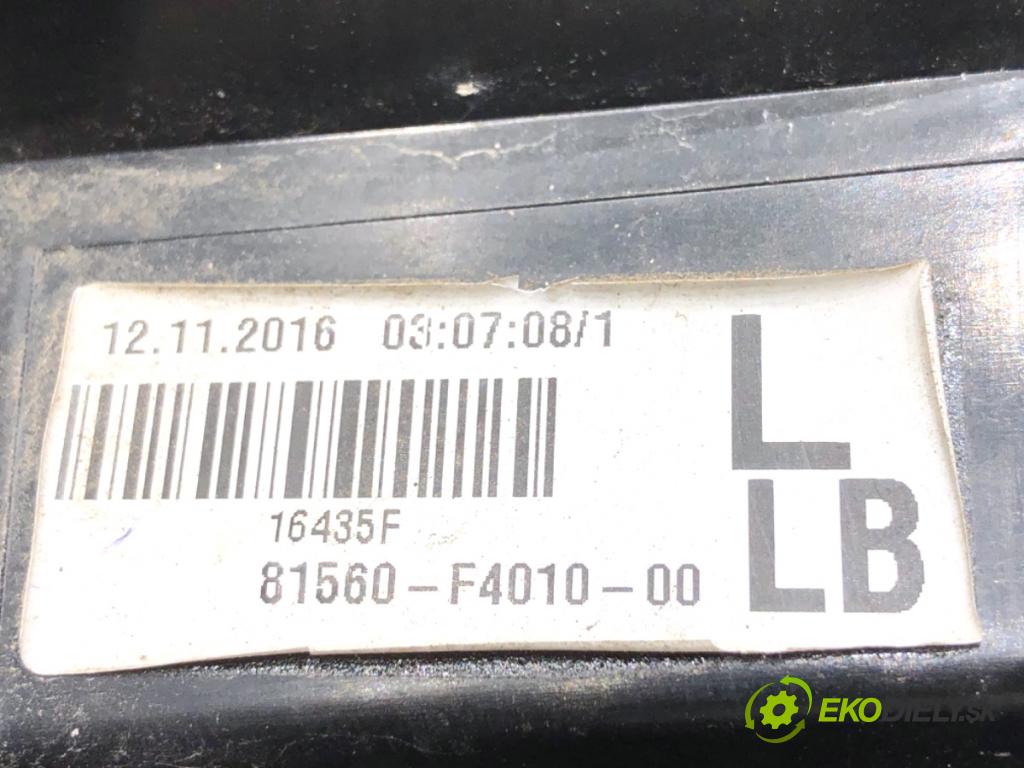 12.11.2016 03:07:08/1
L
16435F
81560-F4010-00
LB
EKODIELY.SK